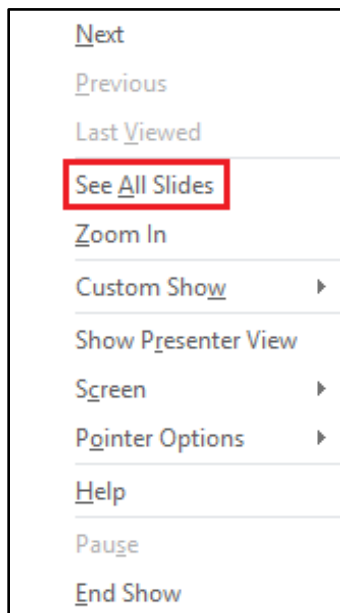 Next
Previous
Last Viewed
See All Slides
Zoom In
Custom Show
Show Presenter View
Screen
Pointer Options
Help
Pause
End Show